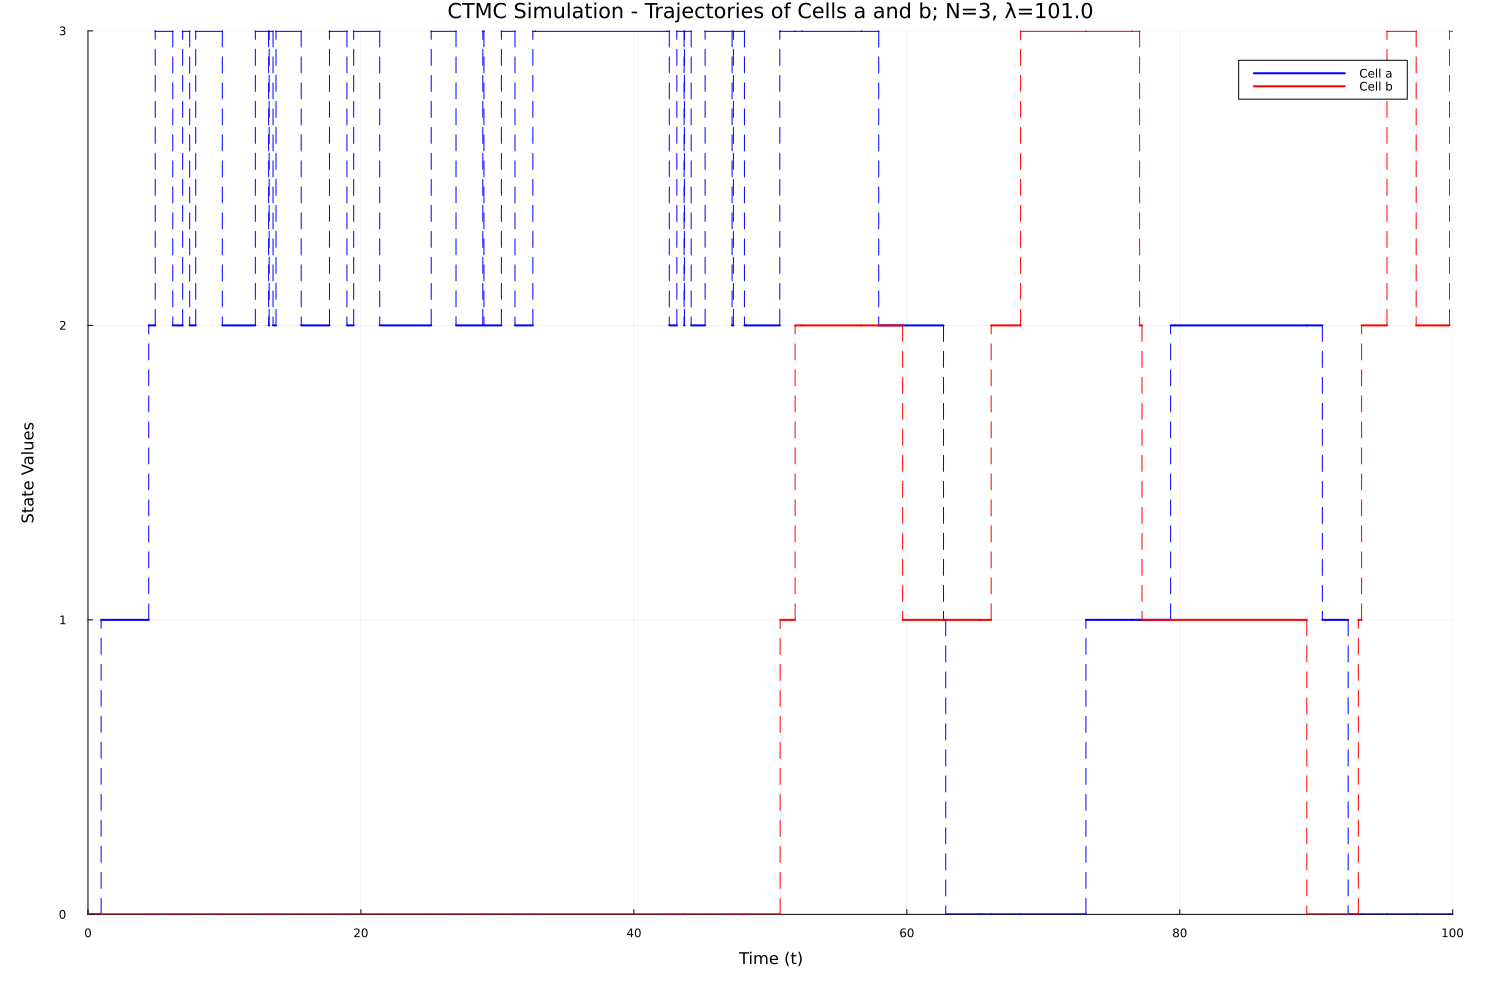 CTMC Simulation - Trajectories of Cells a and b; N=3, λ=101.0
3
Cell a
Cell b
2
State Values
1
0
0 20 40 60 80 100
Time (t)